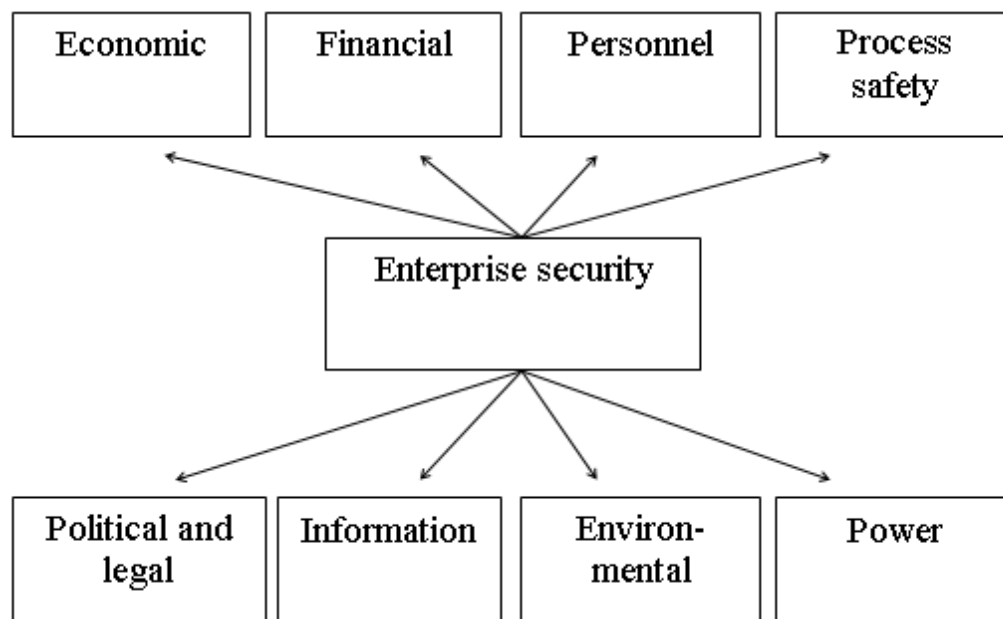 Economic
Financial
Personnel
Process
safety
Enterprise security
Political and
legal
Information
Environ-
mental
Power